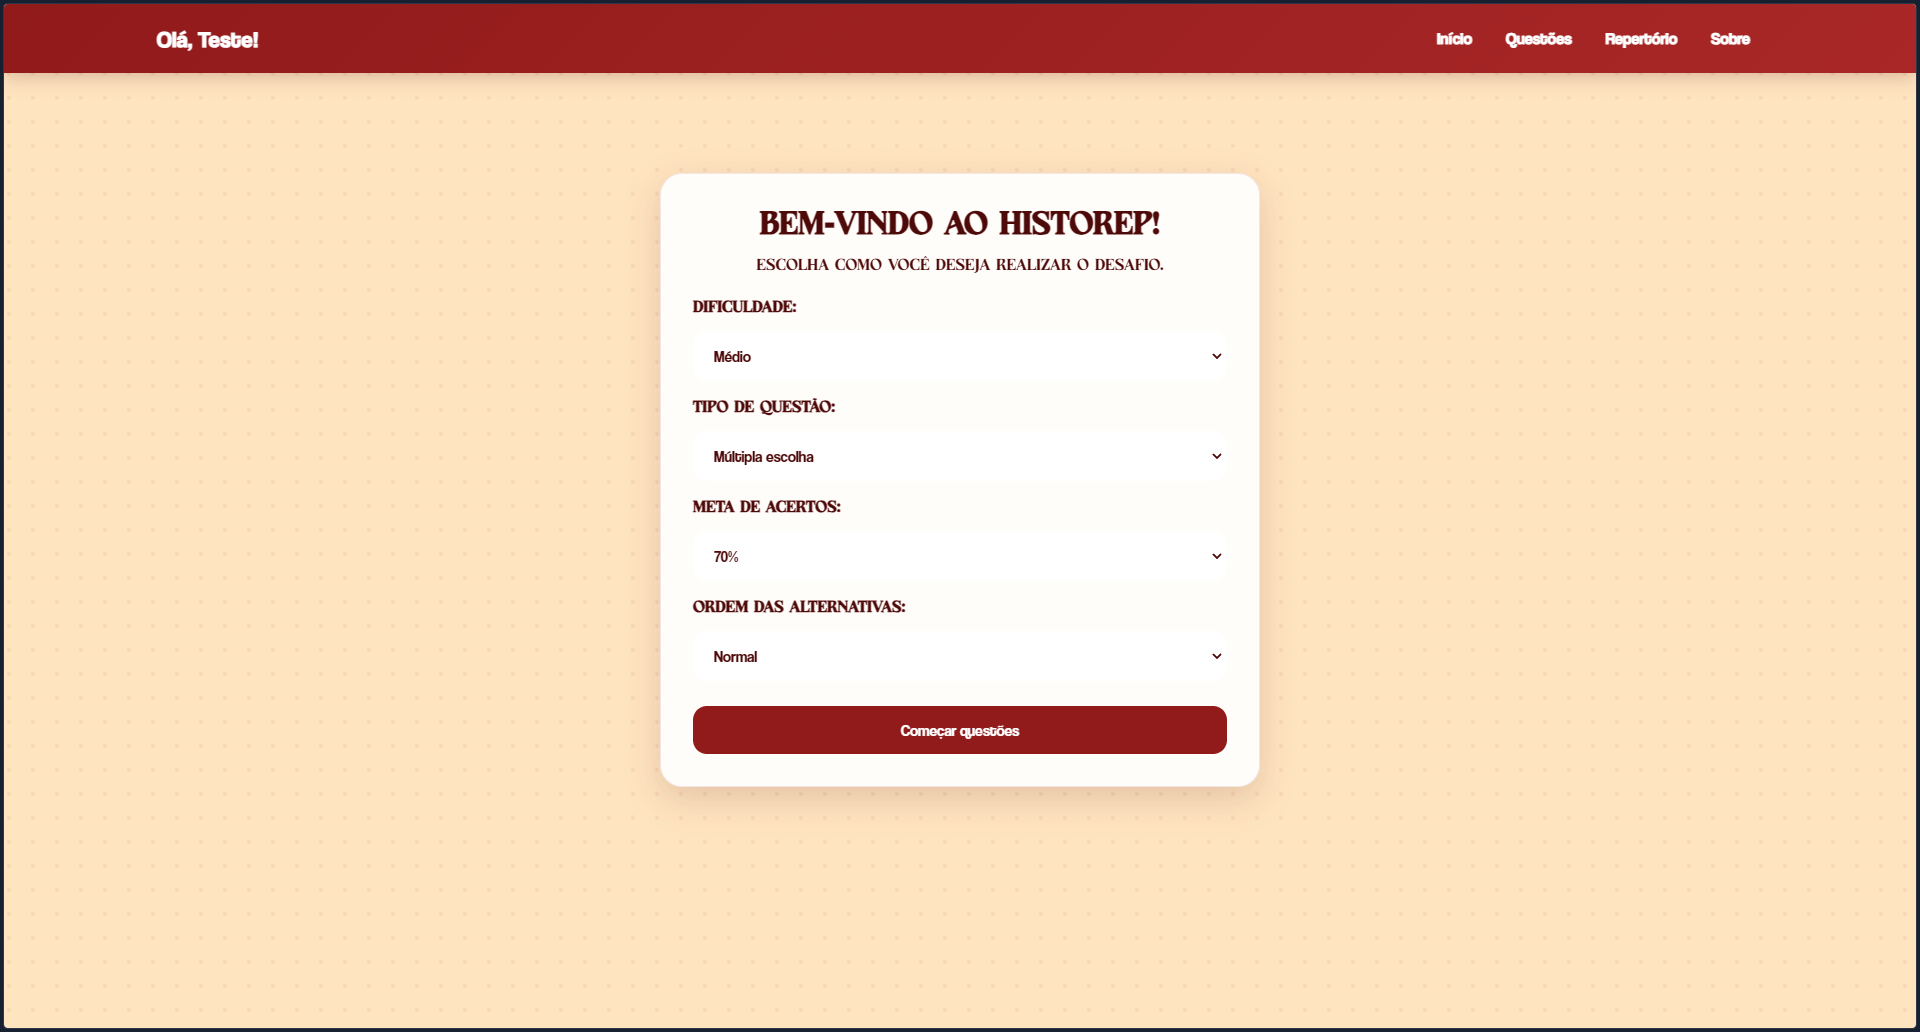 Olá, Teste!
Início Questões Repertório Sobre
BEM-VINDO AO HISTOREP!
ESCOLHA COMO VOCÊ DESEJA REALIZAR O DESAFIO.
DIFICULDADE:
Médio
TIPO DE QUESTÃO:
Múltipla escolha
META DE ACERTOS:
70%
ORDEM DAS ALTERNATIVAS:
Normal
Começar questões